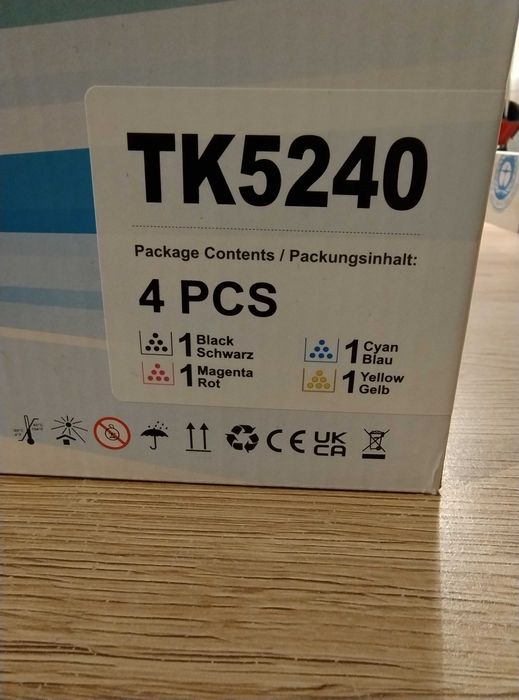 TK5240
Package Contents / Packungsinhalt:
4 PCS
1 Black Schwarz
1 Cyan Blau
1 Magenta Rot
1 Yellow Gelb
CE UK CA